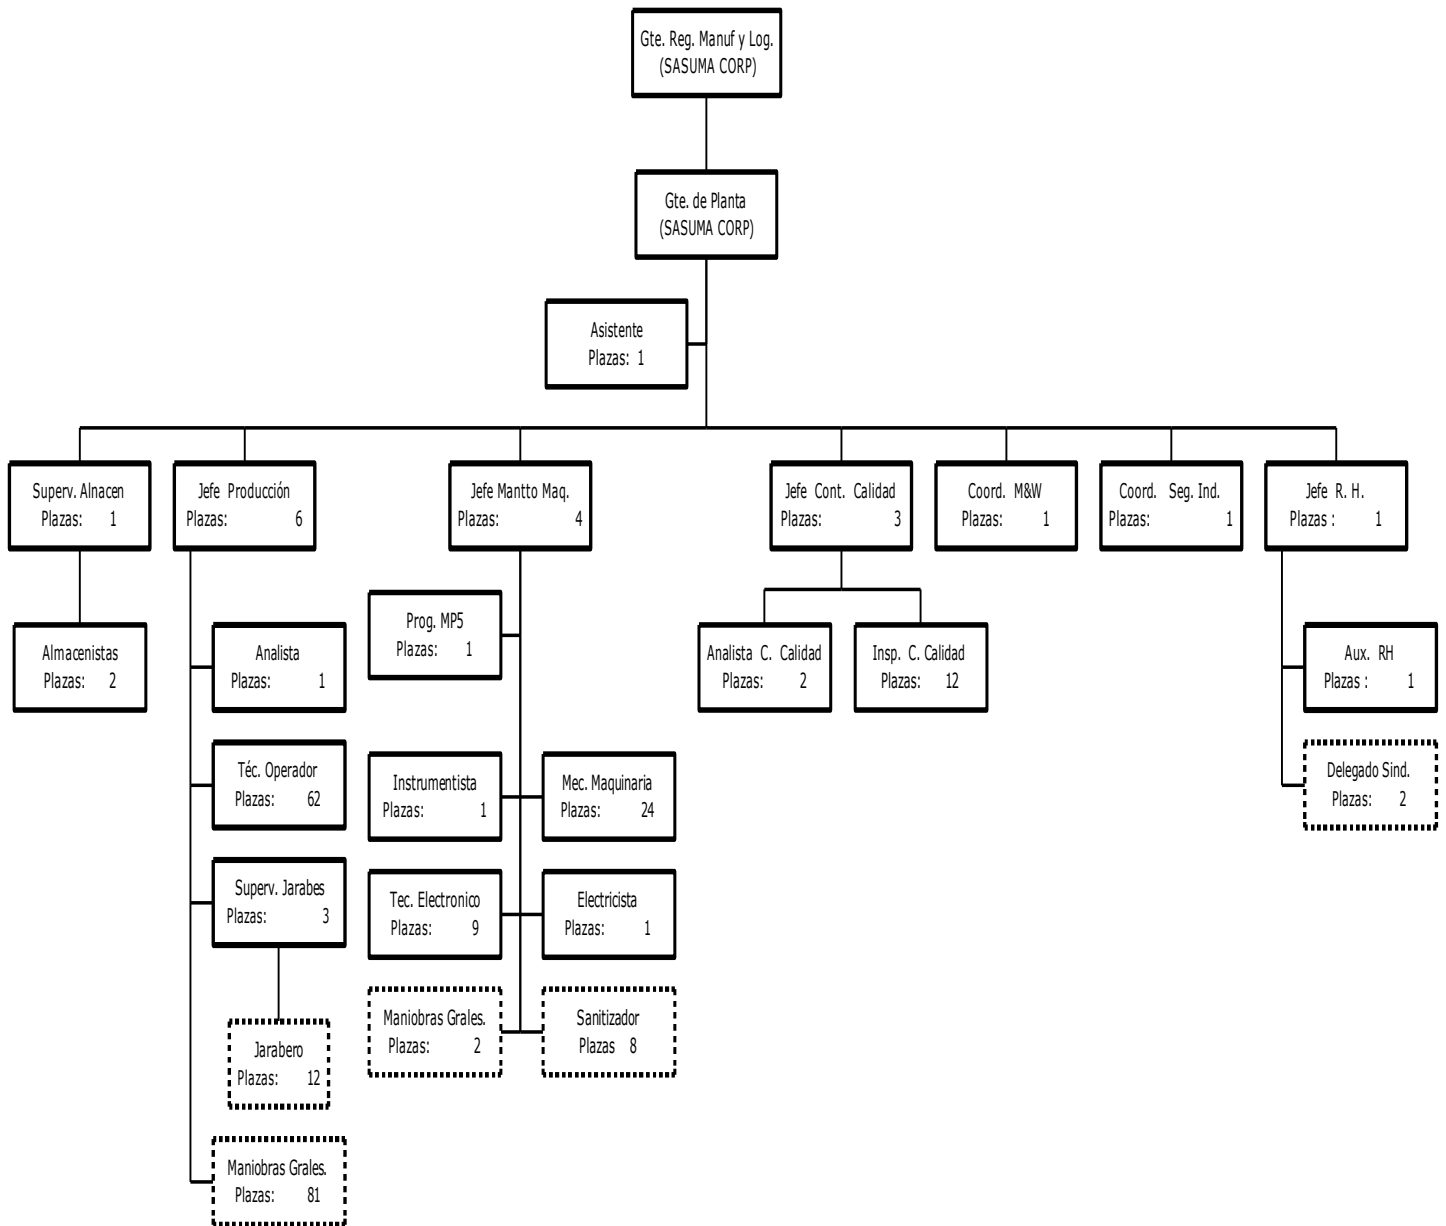 Gte. Reg. Manuf y Log.
(SASUMA CORP)
Gte. de Planta
(SASUMA CORP)
Asistente
Plazas: 1
Superv. Alnacen
Plazas: 1
Jefe Producción
Plazas: 6
Jefe Mantto Maq.
Plazas: 4
Jefe Cont. Calidad
Plazas: 3
Coord. M&W
Plazas: 1
Coord. Seg. Ind.
Plazas: 1
Jefe R. H.
Plazas : 1
Almacenistas
Plazas: 2
Analista
Plazas: 1
Téc. Operador
Plazas: 62
Superv. Jarabes
Plazas: 3
Jarabero
Plazas: 12
Maniobras Grales.
Plazas: 81
Prog. MP5
Plazas: 1
Instrumentista
Plazas: 1
Mec. Maquinaria
Plazas: 24
Tec. Electronico
Plazas: 9
Electricista
Plazas: 1
Maniobras Grales.
Plazas: 2
Sanitizador
Plazas 8
Analista C. Calidad
Plazas: 2
Insp. C. Calidad
Plazas: 12
Aux. RH
Plazas : 1
Delegado Sind.
Plazas: 2